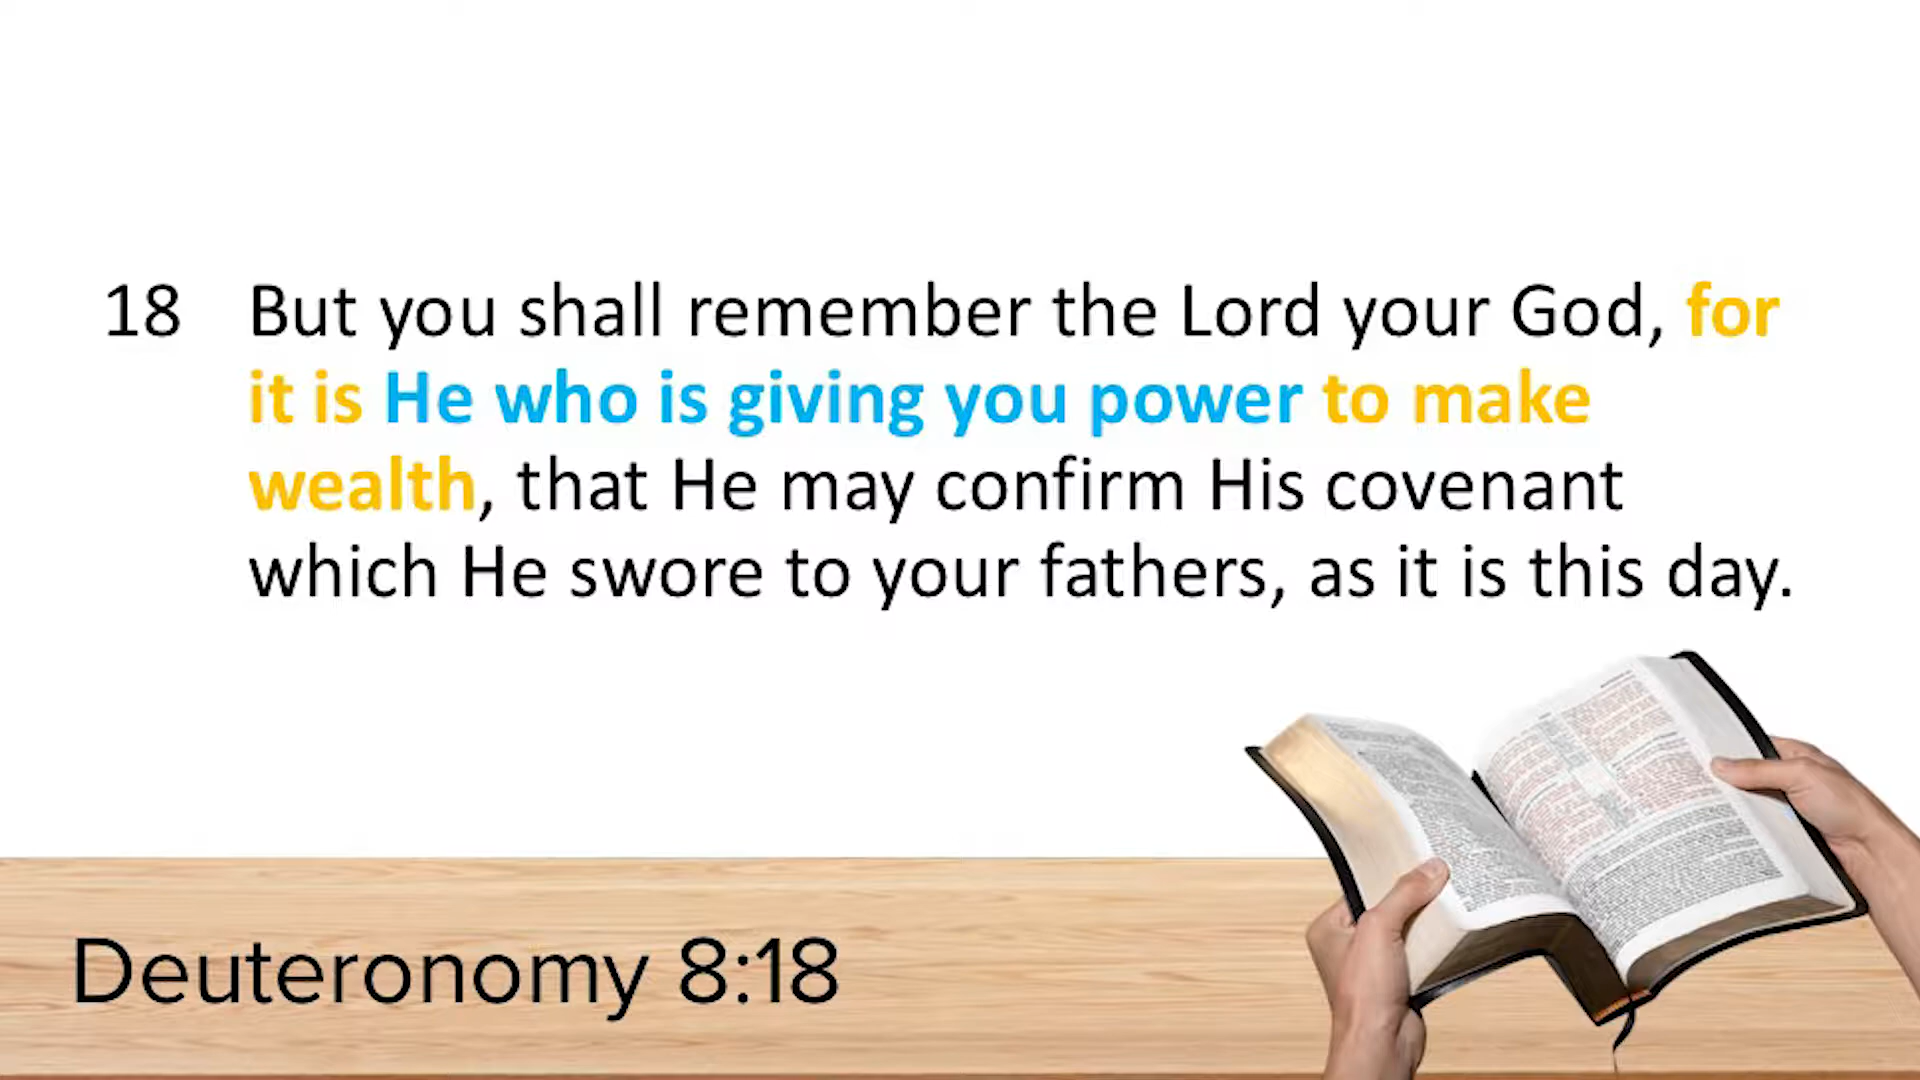 18 But you shall remember the Lord your God, for
it is He who is giving you power to make
wealth, that He may confirm His covenant
which He swore to your fathers, as it is this day.
Deuteronomy 8:18